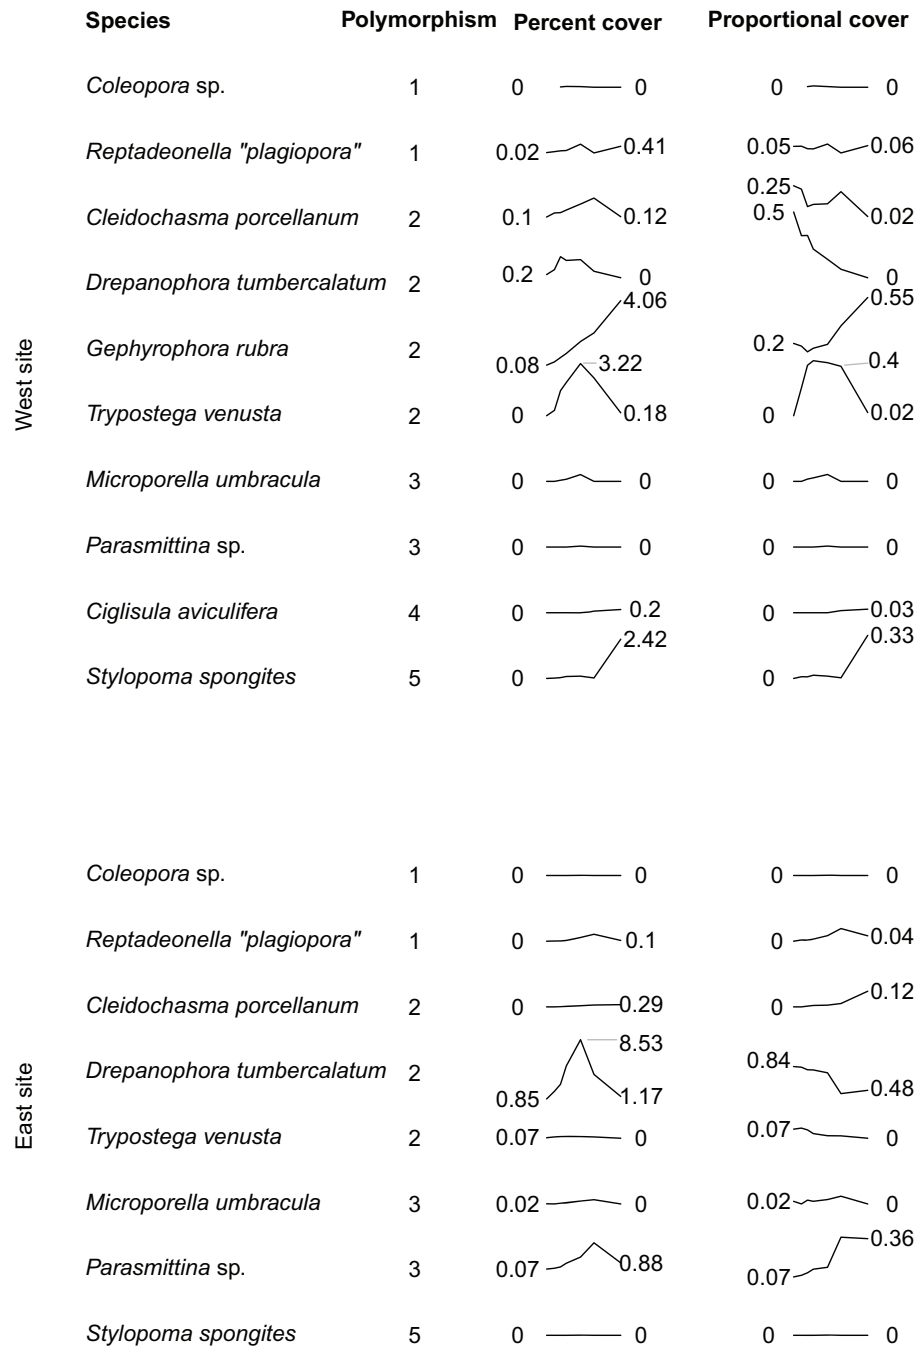 Species Polymorphism Percent cover Proportional cover
West site
Coleopora sp. 1 0 0 0 0
Reptadeonella "plagiopora" 1 0.02 0.41 0.05 0.06
Cleidochasma porcellanum 2 0.1 0.12 0.25 0.02
Drepanophora tumbercalatum 2 0.2 0 0.5 0
Gephyrophora rubra 2 0.08 4.06 0.2 0.55
Trypostega venusta 2 0 3.22 0.18 0 0.4 0.02
Microporella umbracula 3 0 0 0 0
Parasmittina sp. 3 0 0 0 0
Ciglisula aviculifera 4 0 0.2 0 0.03
Stylopoma spongites 5 0 2.42 0 0.33
East site
Coleopora sp. 1 0 0 0 0
Reptadeonella "plagiopora" 1 0 0.1 0 0.04
Cleidochasma porcellanum 2 0 0.29 0 0.12
Drepanophora tumbercalatum 2 0.85 8.53 1.17 0.84 0.48
Trypostega venusta 2 0.07 0 0.07 0
Microporella umbracula 3 0.02 0 0.02 0
Parasmittina sp. 3 0.07 0.88 0.07 0.36
Stylopoma spongites 5 0 0 0 0